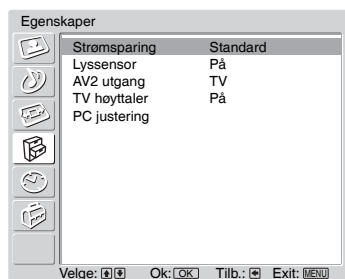 Egenskaper
Strømsparing Standard
Lyssensor På
AV2 utgang TV
TV høyttaler På
PC justering
Velge: Ok: OK Tilb.: Exit: MENU